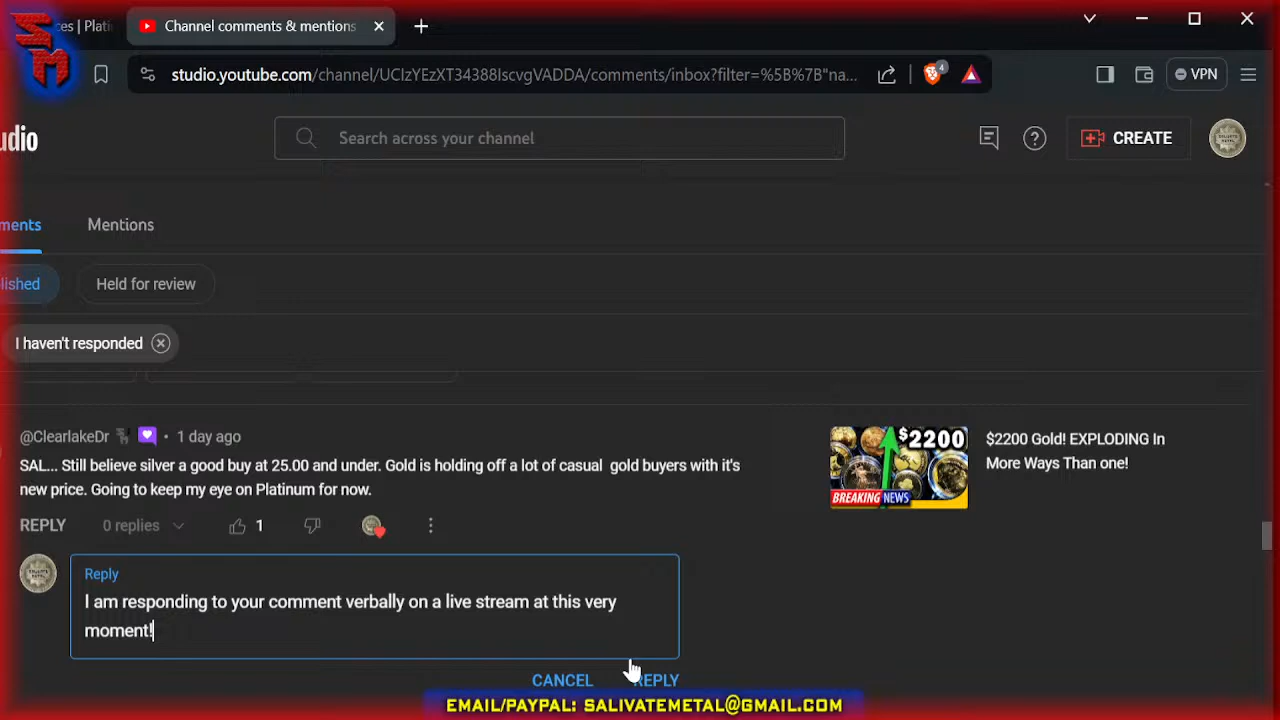 SM
ces | Plati
Channel comments & mentions
studio.youtube.com/channel/UCIzYEzXT34388IscvgVADDA/comments/inbox?filter=%5B%7B"na...
4
VPN
udio
Search across your channel
CREATE
ments
Mentions
lished
Held for review
I haven't responded
@ClearlakeDr
• 1 day ago
SAL... Still believe silver a good buy at 25.00 and under. Gold is holding off a lot of casual gold buyers with it's
new price. Going to keep my eye on Platinum for now.
REPLY
0 replies
1
$2200
BREAKING NEWS
$2200 Gold! EXPLODING In
More Ways Than one!
Reply
I am responding to your comment verbally on a live stream at this very
moment!
CANCEL
REPLY
EMAIL/PAYPAL: SALIVATEMETAL@GMAIL.COM